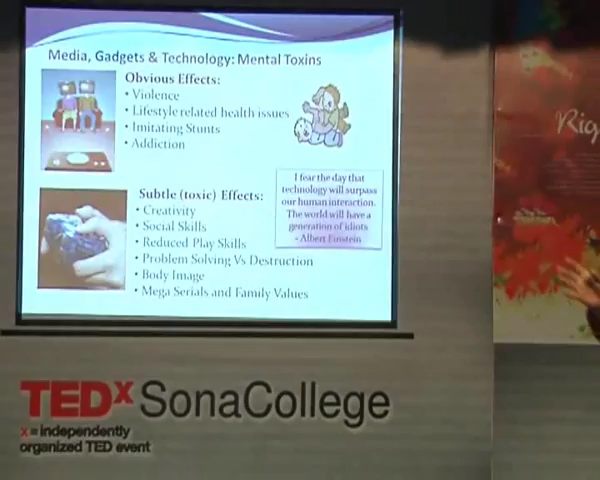 Media, Gadgets & Technology: Mental Toxins
Obvious Effects:
• Violence
• Lifestyle related health issues
• Imitating Stunts
• Addiction
Subtle (toxic) Effects:
• Creativity
• Social Skills
• Reduced Play Skills
• Problem Solving Vs Destruction
• Body Image
• Mega Serials and Family Values
I fear the day that
technology will surpass
our human interaction.
The world will have a
generation of idiots
- Albert Einstein
Rig
TEDx SonaCollege
x = independently
organized TED event